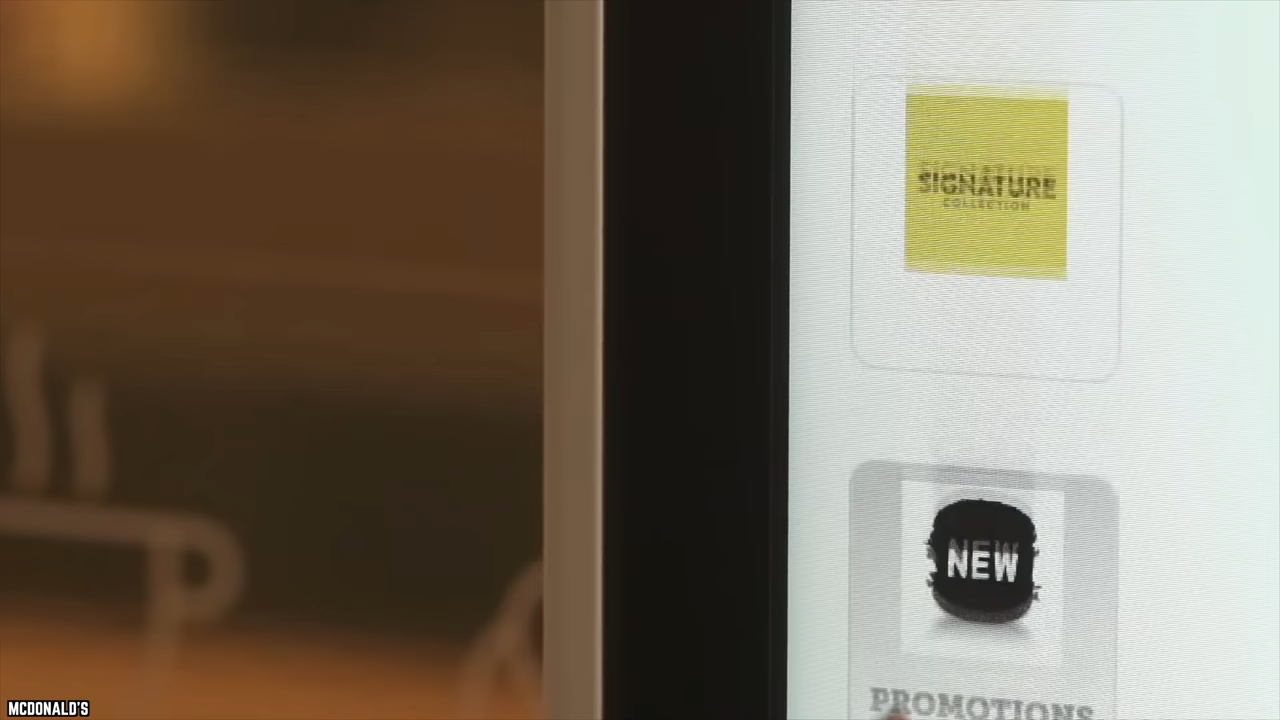 SIGNATURE
COLLECTION
NEW
PROMOTIONS
MCDONALD'S